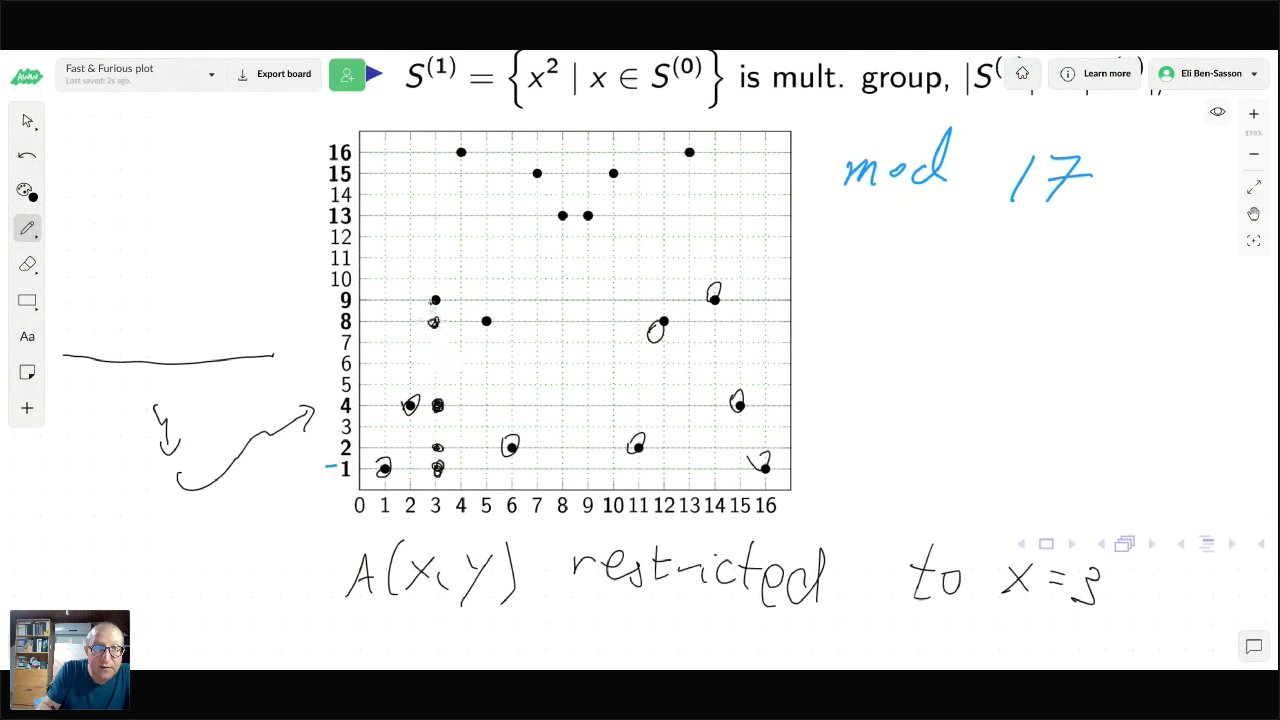 Fast & Furious plot
Last saved: 2s ago.
Export board
S^(1) = { x^2 | x ∈ S^(0) } is mult. group, |S^(
Learn more
Eli Ben-Sasson
AWW
198%
mod 17
16
15
14
13
12
11
10
9
8
7
6
5
4
3
2
1
0 1 2 3 4 5 6 7 8 9 10 11 12 13 14 15 16
Aa
A(x,y) restricted to x=3